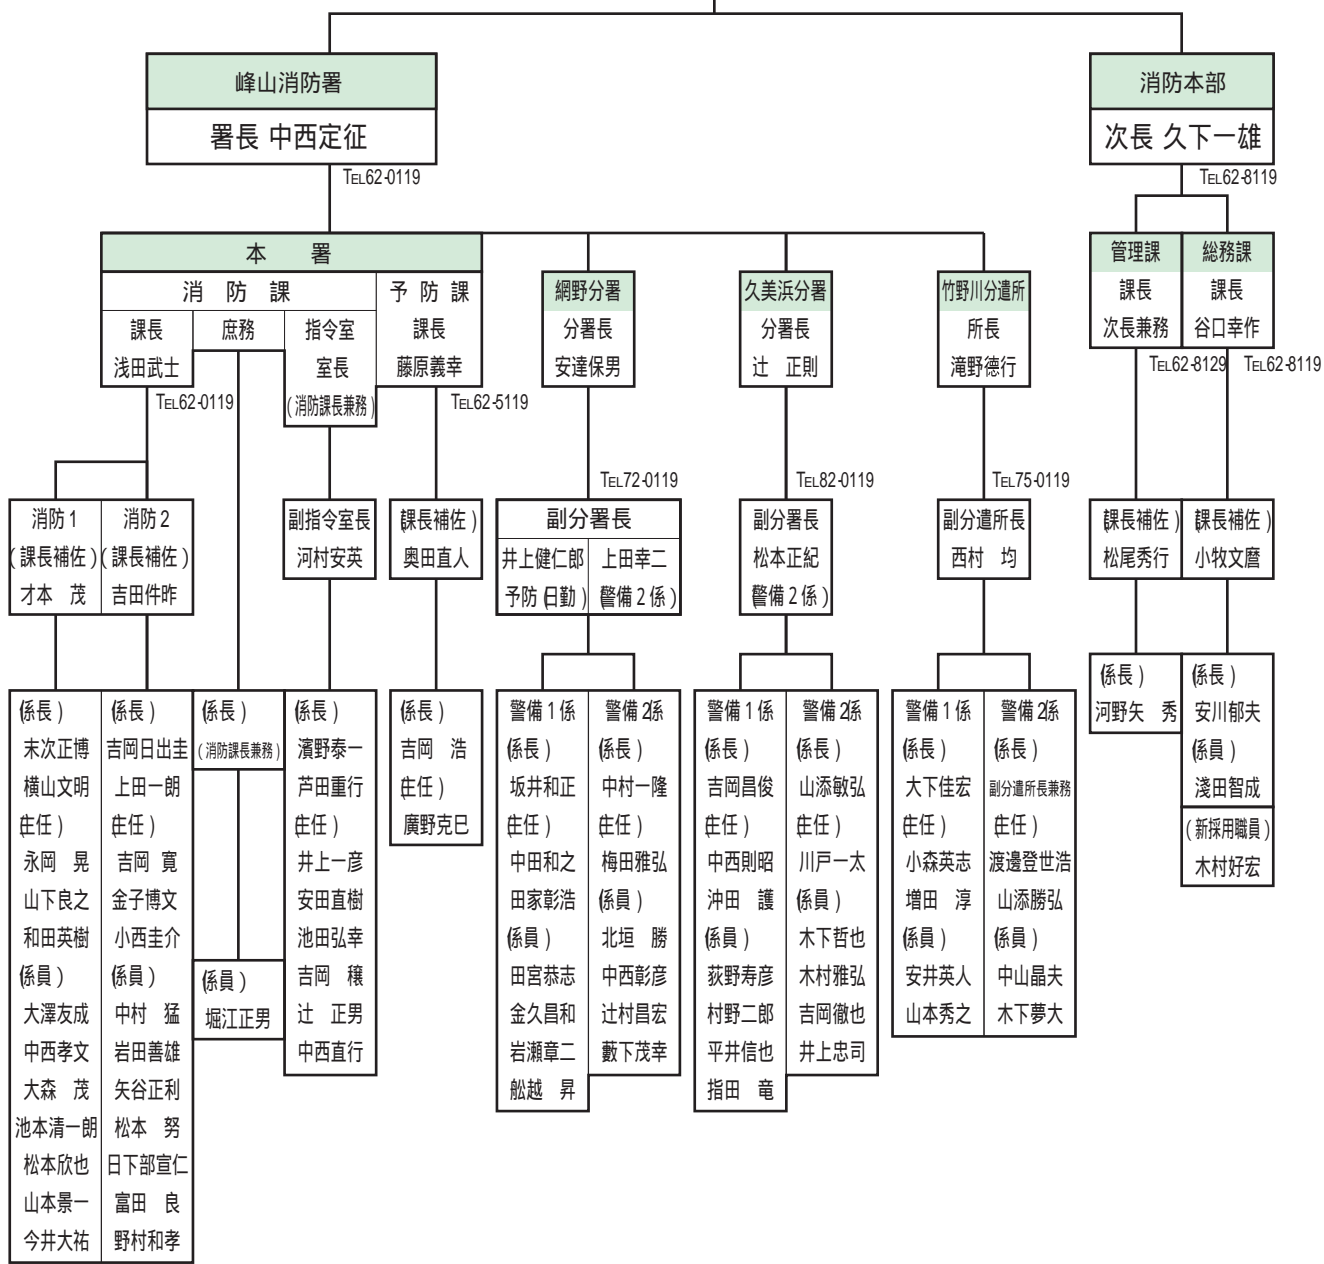 峰山消防署
署長 中西定征
TEL62-0119
消防本部
次長 久下一雄
TEL62-8119
本署
消防課
課長
浅田武士
TEL62-0119
庶務
指令室
室長
(消防課長兼務)
予防課
課長
藤原義幸
TEL62-5119
網野分署
分署長
安達保男
TEL72-0119
久美浜分署
分署長
辻 正則
TEL82-0119
竹野川分遣所
所長
滝野德行
TEL75-0119
管理課
課長
次長兼務
TEL62-8129
総務課
課長
谷口幸作
TEL62-8119
消防1
(課長補佐)
才本 茂
消防2
(課長補佐)
吉田件昨
副指令室長
河村安英
(課長補佐)
奥田直人
副分署長
井上健仁郎
予防(日勤)
上田幸二
(警備2係)
副分署長
松本正紀
(警備2係)
副分遣所長
西村 均
(課長補佐)
松尾秀行
(課長補佐)
小牧文麿
(係長)
末次正博
横山文明
(主任)
永岡 晃
山下良之
和田英樹
(係員)
大澤友成
中西孝文
大森 茂
池本清一朗
松本欣也
山本景一
今井大祐
(係長)
吉岡日出圭
上田一朗
(主任)
吉岡 寛
金子博文
小西圭介
(係員)
中村 猛
岩田善雄
矢谷正利
松本 努
日下部宣仁
富田 良
野村和孝
(係長)
(消防課長兼務)
(係員)
堀江正男
(係長)
濱野泰一
芦田重行
(主任)
井上一彦
安田直樹
池田弘幸
吉岡 穣
辻 正男
中西直行
(係長)
吉岡 浩
(主任)
廣野克巳
警備1係
(係長)
坂井和正
(主任)
中田和之
田家彰浩
(係員)
田宮恭志
金久昌和
岩瀬章二
舩越 昇
警備2係
(係長)
中村一隆
(主任)
梅田雅弘
(係員)
北垣 勝
中西彰彦
辻村昌宏
藪下茂幸
警備1係
(係長)
吉岡昌俊
(主任)
中西則昭
沖田 護
(係員)
荻野寿彦
村野二郎
平井信也
指田 竜
警備2係
(係長)
山添敏弘
(主任)
川戸一太
(係員)
木下哲也
木村雅弘
吉岡徹也
井上忠司
警備1係
(係長)
大下佳宏
(主任)
小森英志
増田 淳
(係員)
安井英人
山本秀之
警備2係
(係長)
副分遣所長兼務
(主任)
渡邊登世浩
山添勝弘
(係員)
中山晶夫
木下夢大
(係長)
河野矢 秀
(係長)
安川郁夫
(係員)
淺田智成
(新採用職員)
木村好宏